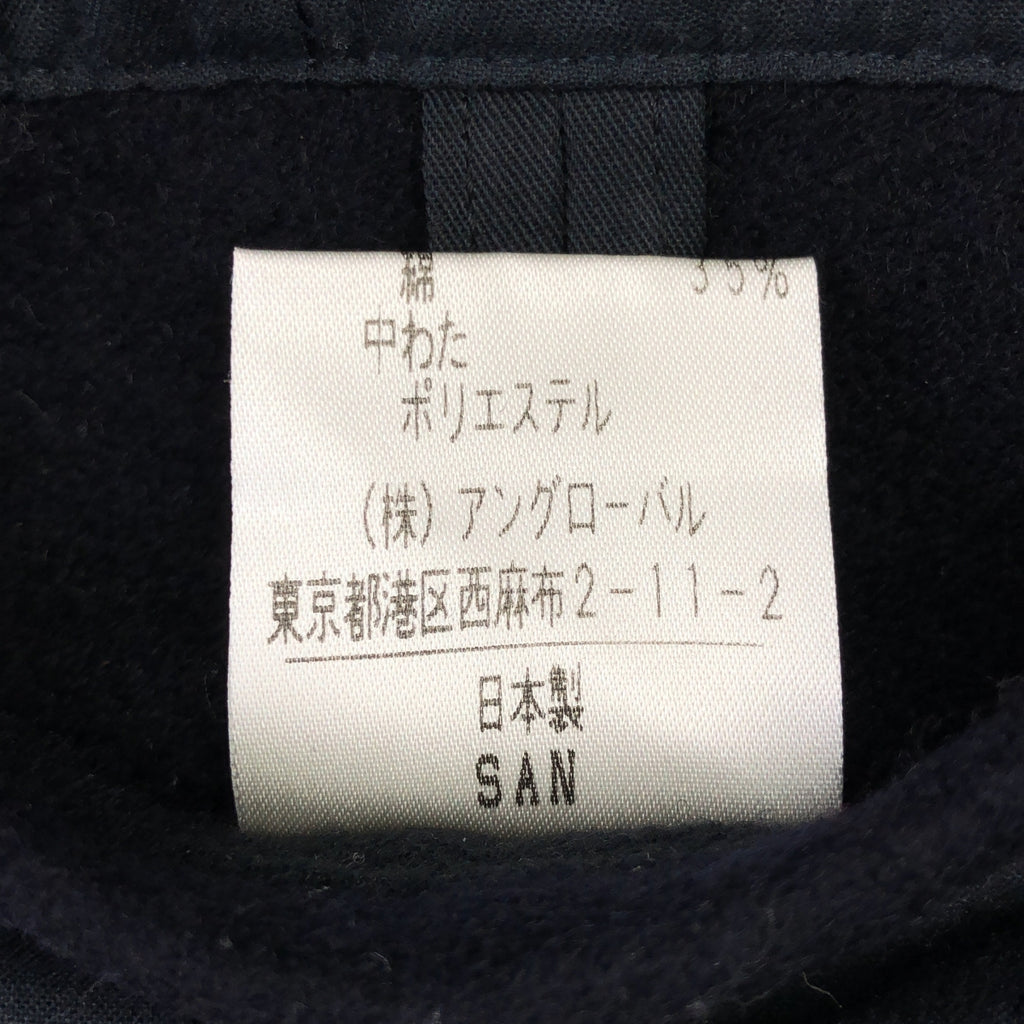 綿 35%
中わた
ポリエステル
(株) アングローバル
東京都港区西麻布2-11-2
日本製
SAN